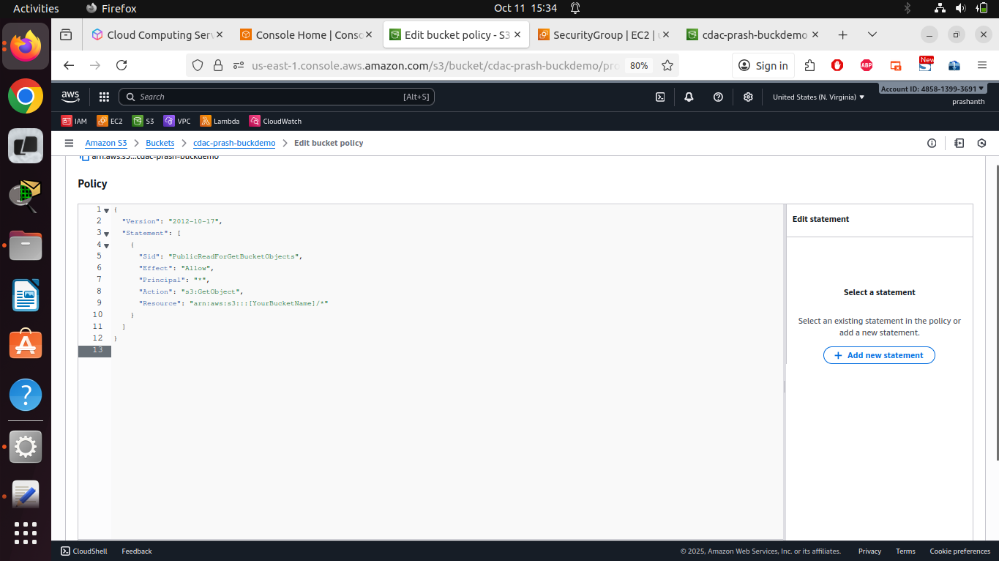 Activities Firefox Oct 11 15:34
Cloud Computing Serv Console Home | Conso Edit bucket policy - S3 SecurityGroup | EC2 | u cdac-prash-buckdemo
us-east-1.console.aws.amazon.com/s3/bucket/cdac-prash-buckdemo/pro 80% Sign in ABP New
aws Search [Alt+S] United States (N. Virginia) Account ID: 4858-1399-3691
prashanth
IAM EC2 S3 VPC Lambda CloudWatch
Amazon S3 Buckets cdac-prash-buckdemo Edit bucket policy
arn:aws:s3:::cdac-prash-buckdemo
Policy
1 {
2 "Version": "2012-10-17",
3 "Statement": [
4 {
5 "Sid": "PublicReadForGetBucketObjects",
6 "Effect": "Allow",
7 "Principal": "*",
8 "Action": "s3:GetObject",
9 "Resource": "arn:aws:s3:::[YourBucketName]/*"
10 }
11 ]
12 }
13
Edit statement
Select a statement
Select an existing statement in the policy or
add a new statement.
+ Add new statement
CloudShell Feedback © 2025, Amazon Web Services, Inc. or its affiliates. Privacy Terms Cookie preferences